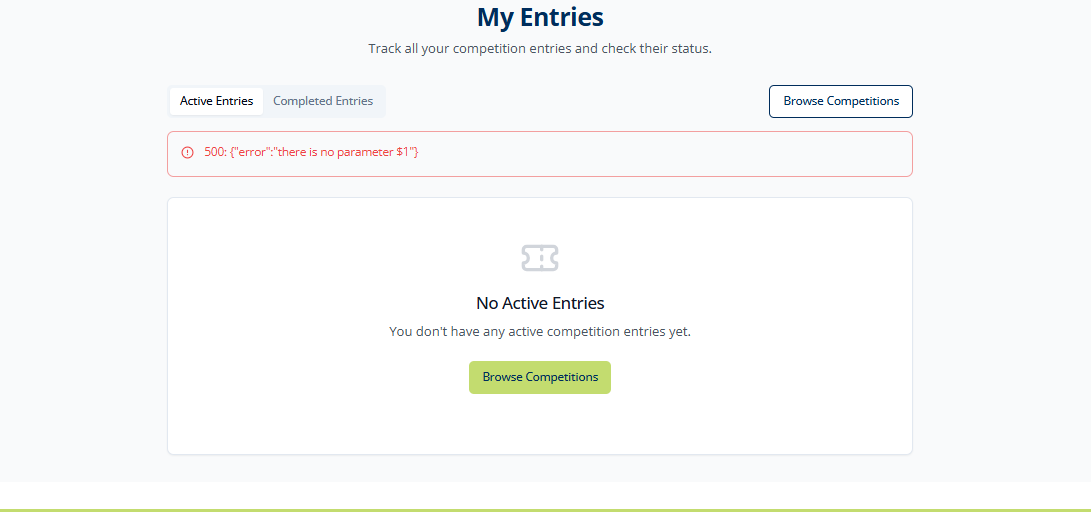 My Entries
Track all your competition entries and check their status.
Active Entries Completed Entries Browse Competitions
500: {"error":"there is no parameter $1"}
No Active Entries
You don't have any active competition entries yet.
Browse Competitions